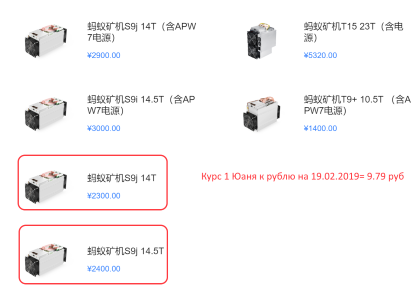 蚂蚁矿机S9j 14T（含APW
7电源）
¥2900.00
蚂蚁矿机T15 23T（含电
源）
¥5320.00
蚂蚁矿机S9i 14.5T（含AP
W7电源）
¥3000.00
蚂蚁矿机T9+ 10.5T （含A
PW7电源）
¥1400.00
蚂蚁矿机S9j 14T
¥2300.00
Курс 1 Юаня к рублю на 19.02.2019= 9.79 руб
蚂蚁矿机S9j 14.5T
¥2400.00